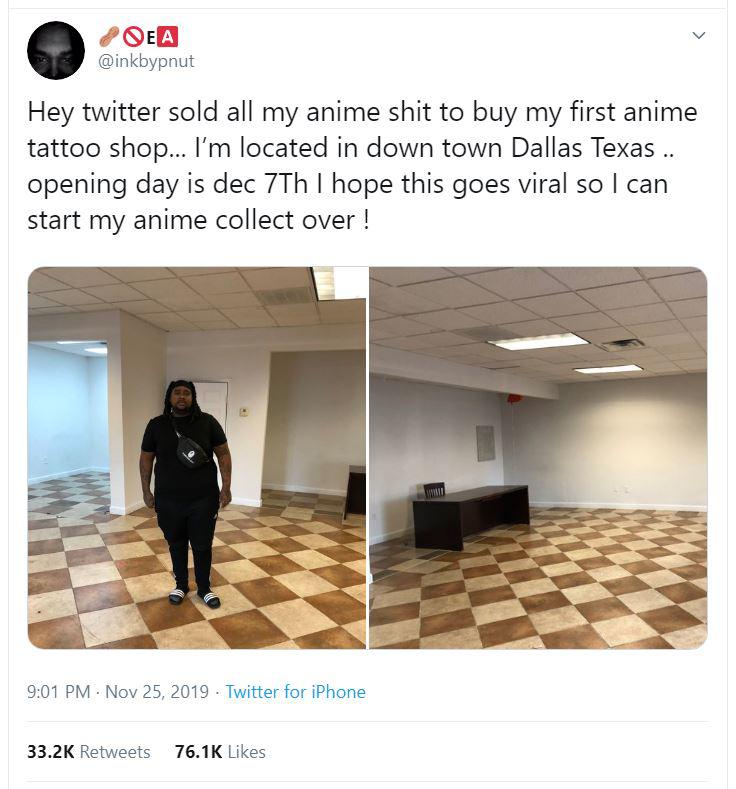 🥜🚫EA
@inkbypnut
Hey twitter sold all my anime shit to buy my first anime
tattoo shop... I'm located in down town Dallas Texas ..
opening day is dec 7Th I hope this goes viral so I can
start my anime collect over !
9:01 PM · Nov 25, 2019 · Twitter for iPhone
33.2K Retweets 76.1K Likes